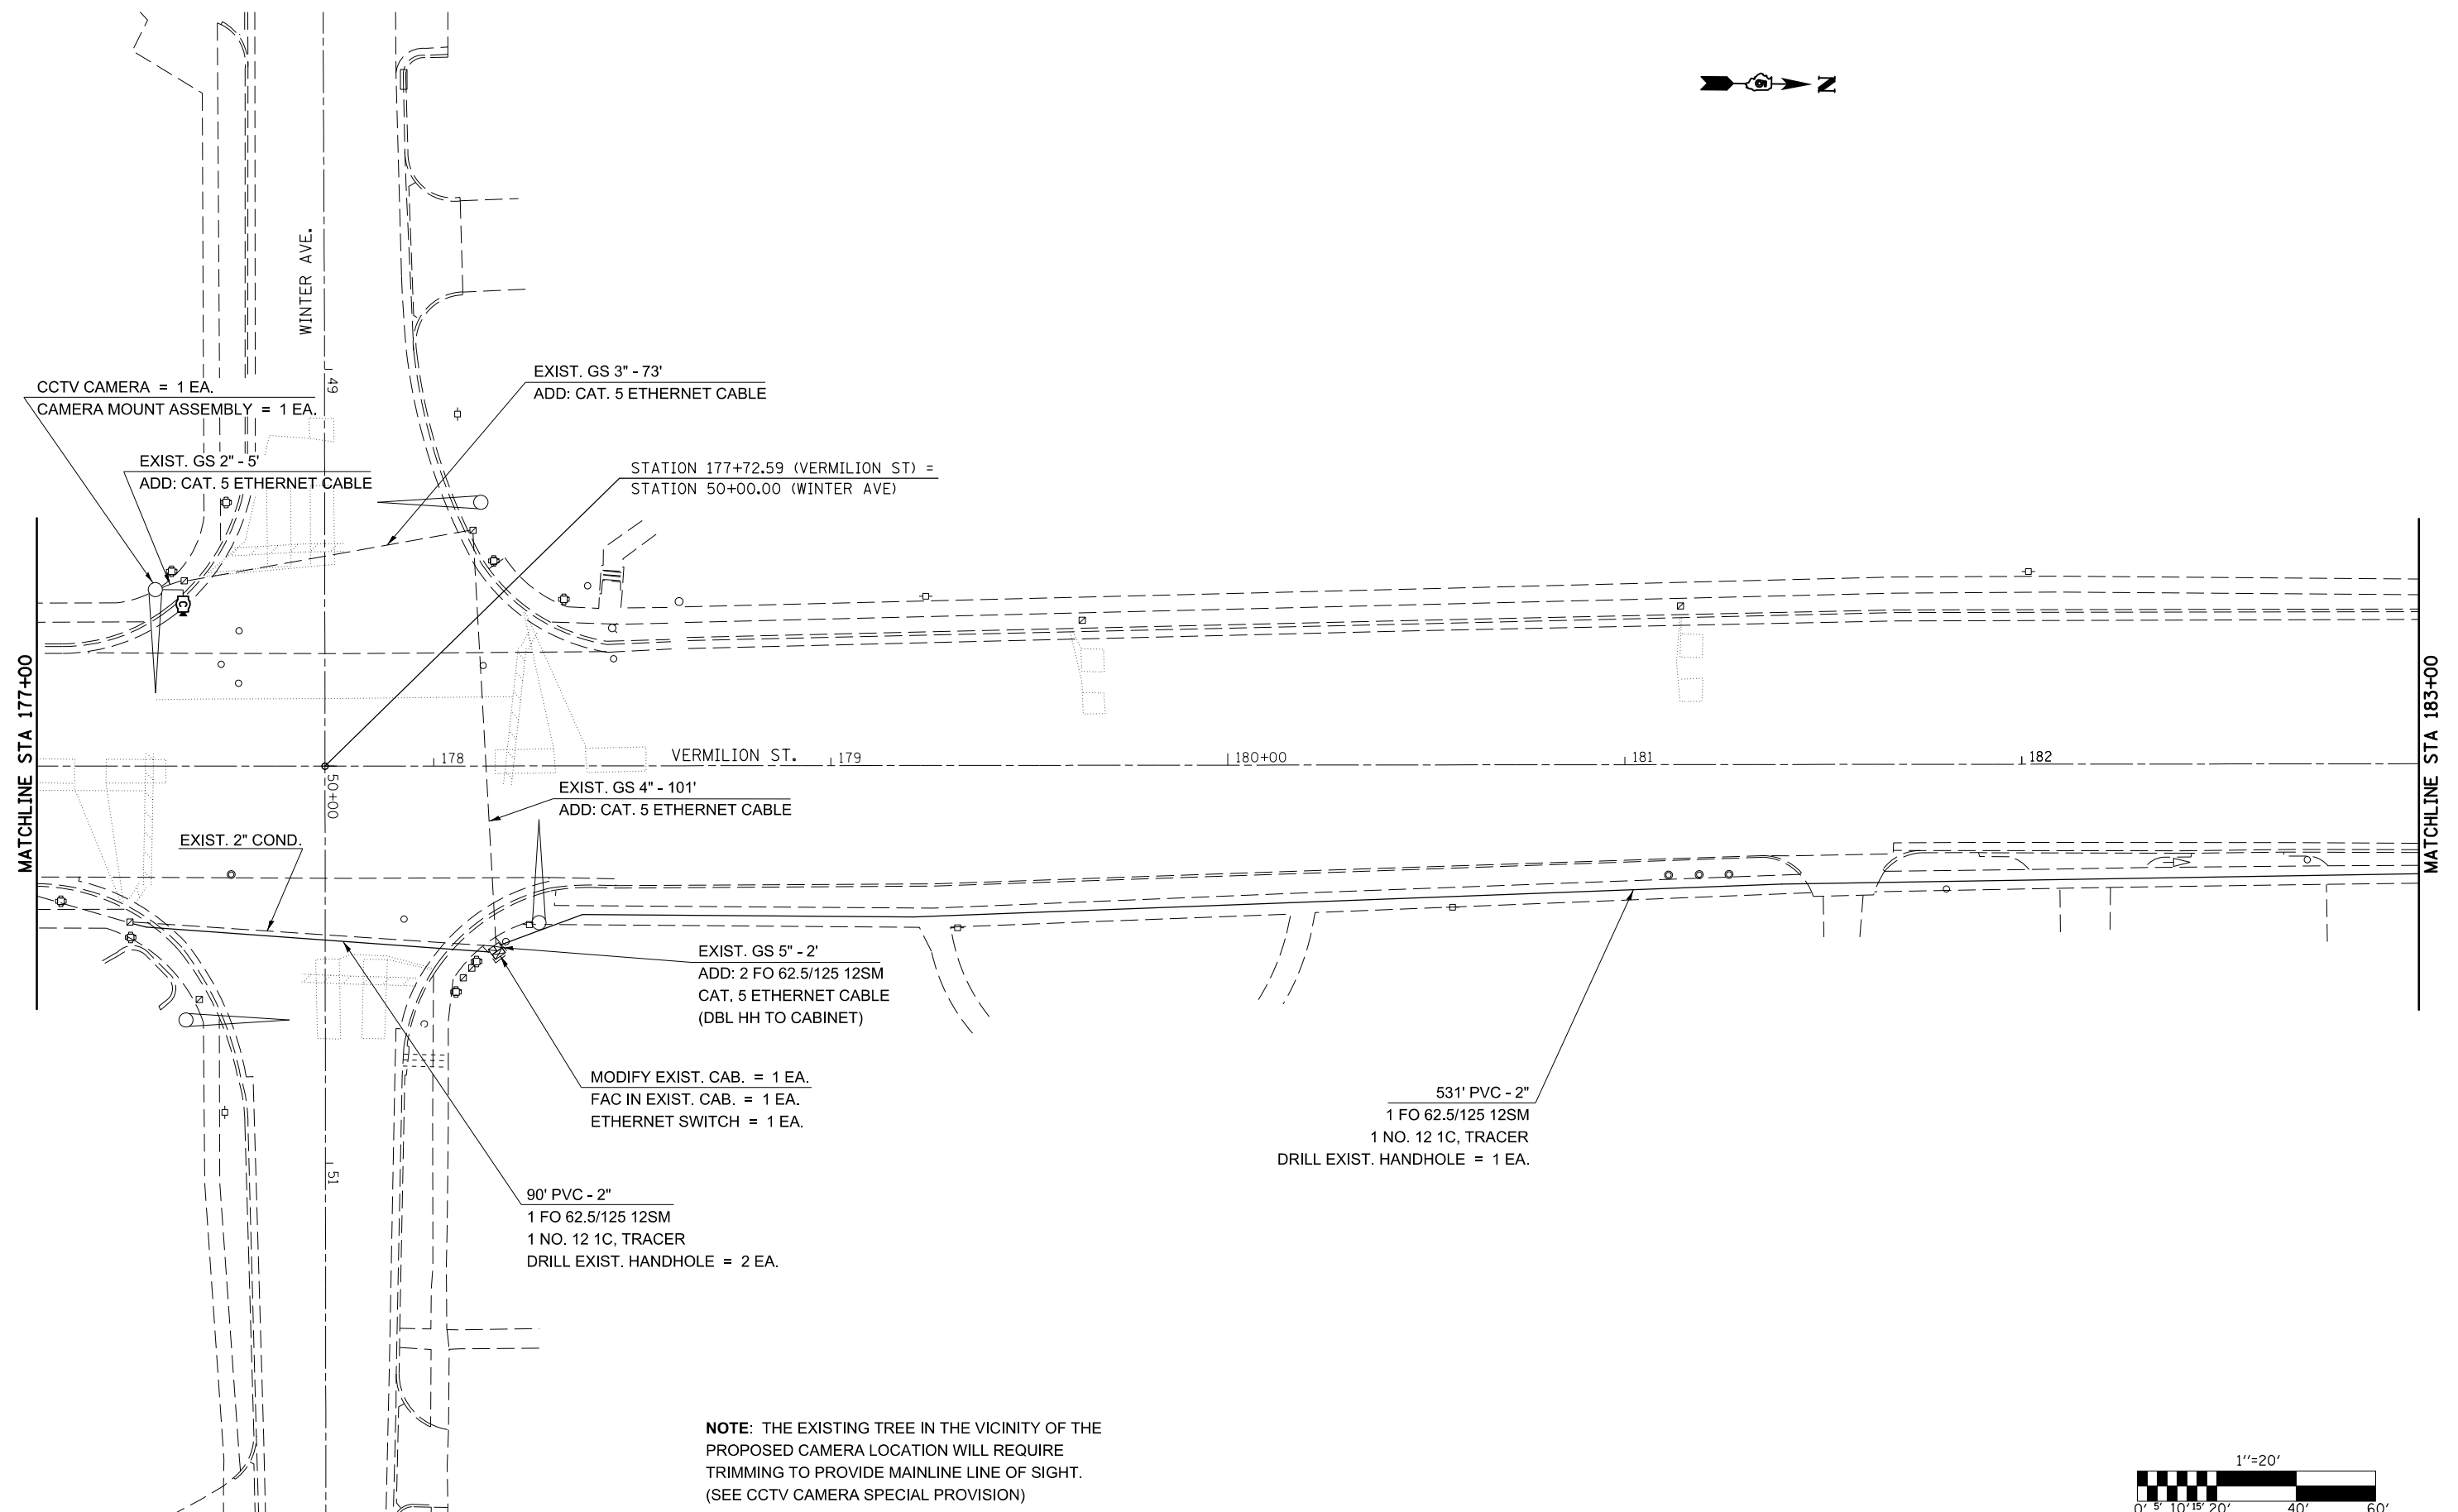 N
WINTER AVE.
49
CCTV CAMERA = 1 EA.
CAMERA MOUNT ASSEMBLY = 1 EA.
EXIST. GS 3" - 73'
ADD: CAT. 5 ETHERNET CABLE
EXIST. GS 2" - 5'
ADD: CAT. 5 ETHERNET CABLE
STATION 177+72.59 (VERMILION ST) =
STATION 50+00.00 (WINTER AVE)
C
MATCHLINE STA 177+00
MATCHLINE STA 183+00
178
VERMILION ST.
179
180+00
181
182
50+00
EXIST. GS 4" - 101'
ADD: CAT. 5 ETHERNET CABLE
EXIST. 2" COND.
EXIST. GS 5" - 2'
ADD: 2 FO 62.5/125 12SM
CAT. 5 ETHERNET CABLE
(DBL HH TO CABINET)
MODIFY EXIST. CAB. = 1 EA.
FAC IN EXIST. CAB. = 1 EA.
ETHERNET SWITCH = 1 EA.
531' PVC - 2"
1 FO 62.5/125 12SM
1 NO. 12 1C, TRACER
DRILL EXIST. HANDHOLE = 1 EA.
51
90' PVC - 2"
1 FO 62.5/125 12SM
1 NO. 12 1C, TRACER
DRILL EXIST. HANDHOLE = 2 EA.
NOTE: THE EXISTING TREE IN THE VICINITY OF THE
PROPOSED CAMERA LOCATION WILL REQUIRE
TRIMMING TO PROVIDE MAINLINE LINE OF SIGHT.
(SEE CCTV CAMERA SPECIAL PROVISION)
1''=20'
0' 5' 10' 15' 20' 40' 60'